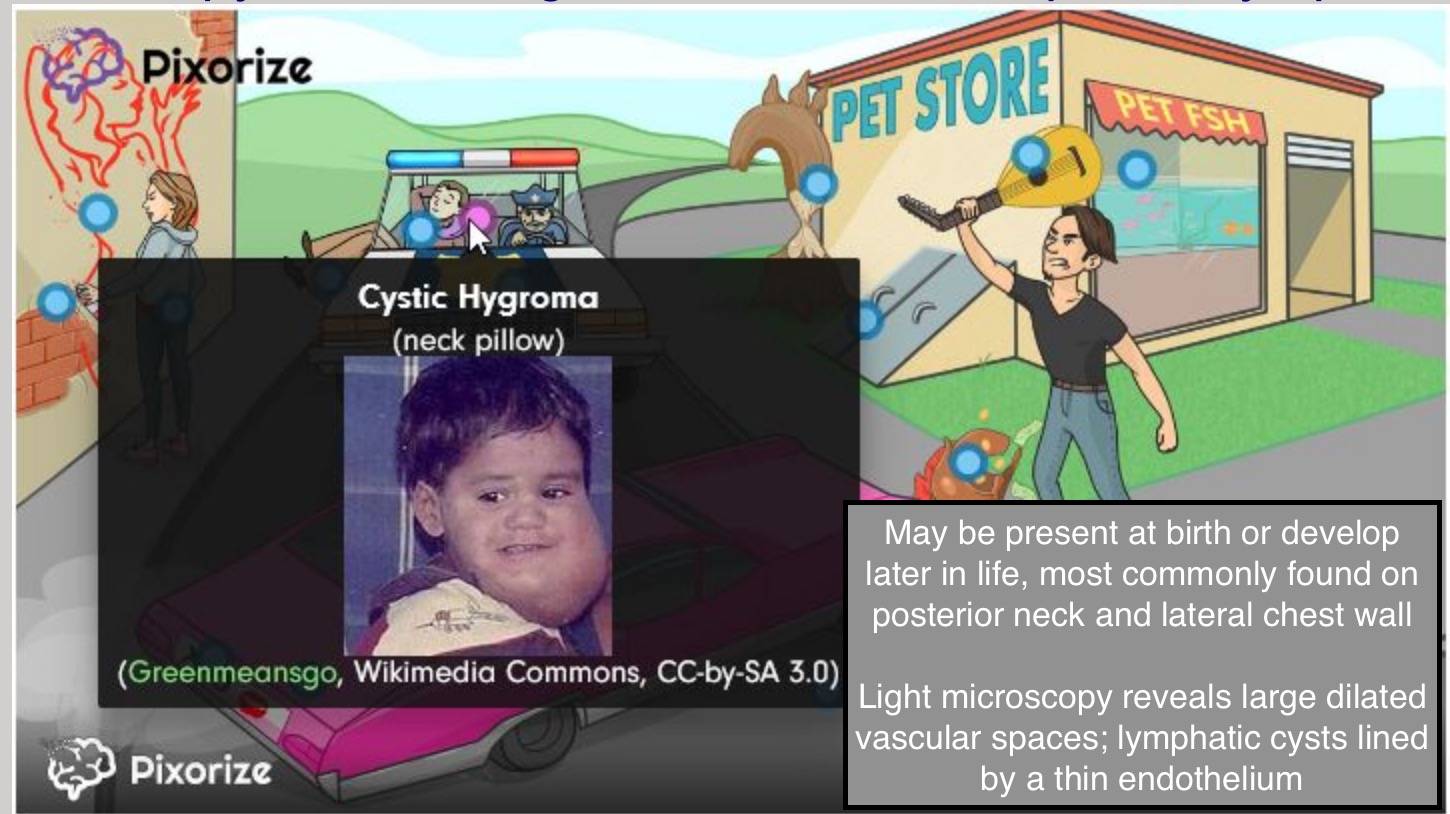 Pixorize
PET STORE
PET FSH
Cystic Hygroma
(neck pillow)
(Greenmeansgo, Wikimedia Commons, CC-by-SA 3.0)
May be present at birth or develop
later in life, most commonly found on
posterior neck and lateral chest wall
Light microscopy reveals large dilated
vascular spaces; lymphatic cysts lined
by a thin endothelium
Pixorize